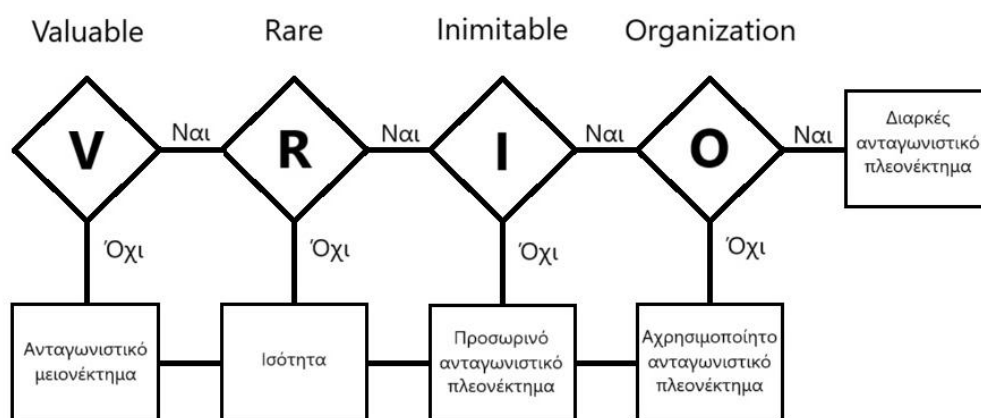 Valuable
Rare
Inimitable
Organization
V
Ναι
R
Ναι
I
Ναι
O
Ναι
Διαρκές
ανταγωνιστικό
πλεονέκτημα
Όχι
Όχι
Όχι
Όχι
Ανταγωνιστικό
μειονέκτημα
Ισότητα
Προσωρινό
ανταγωνιστικό
πλεονέκτημα
Αχρησιμοποίητο
ανταγωνιστικό
πλεονέκτημα